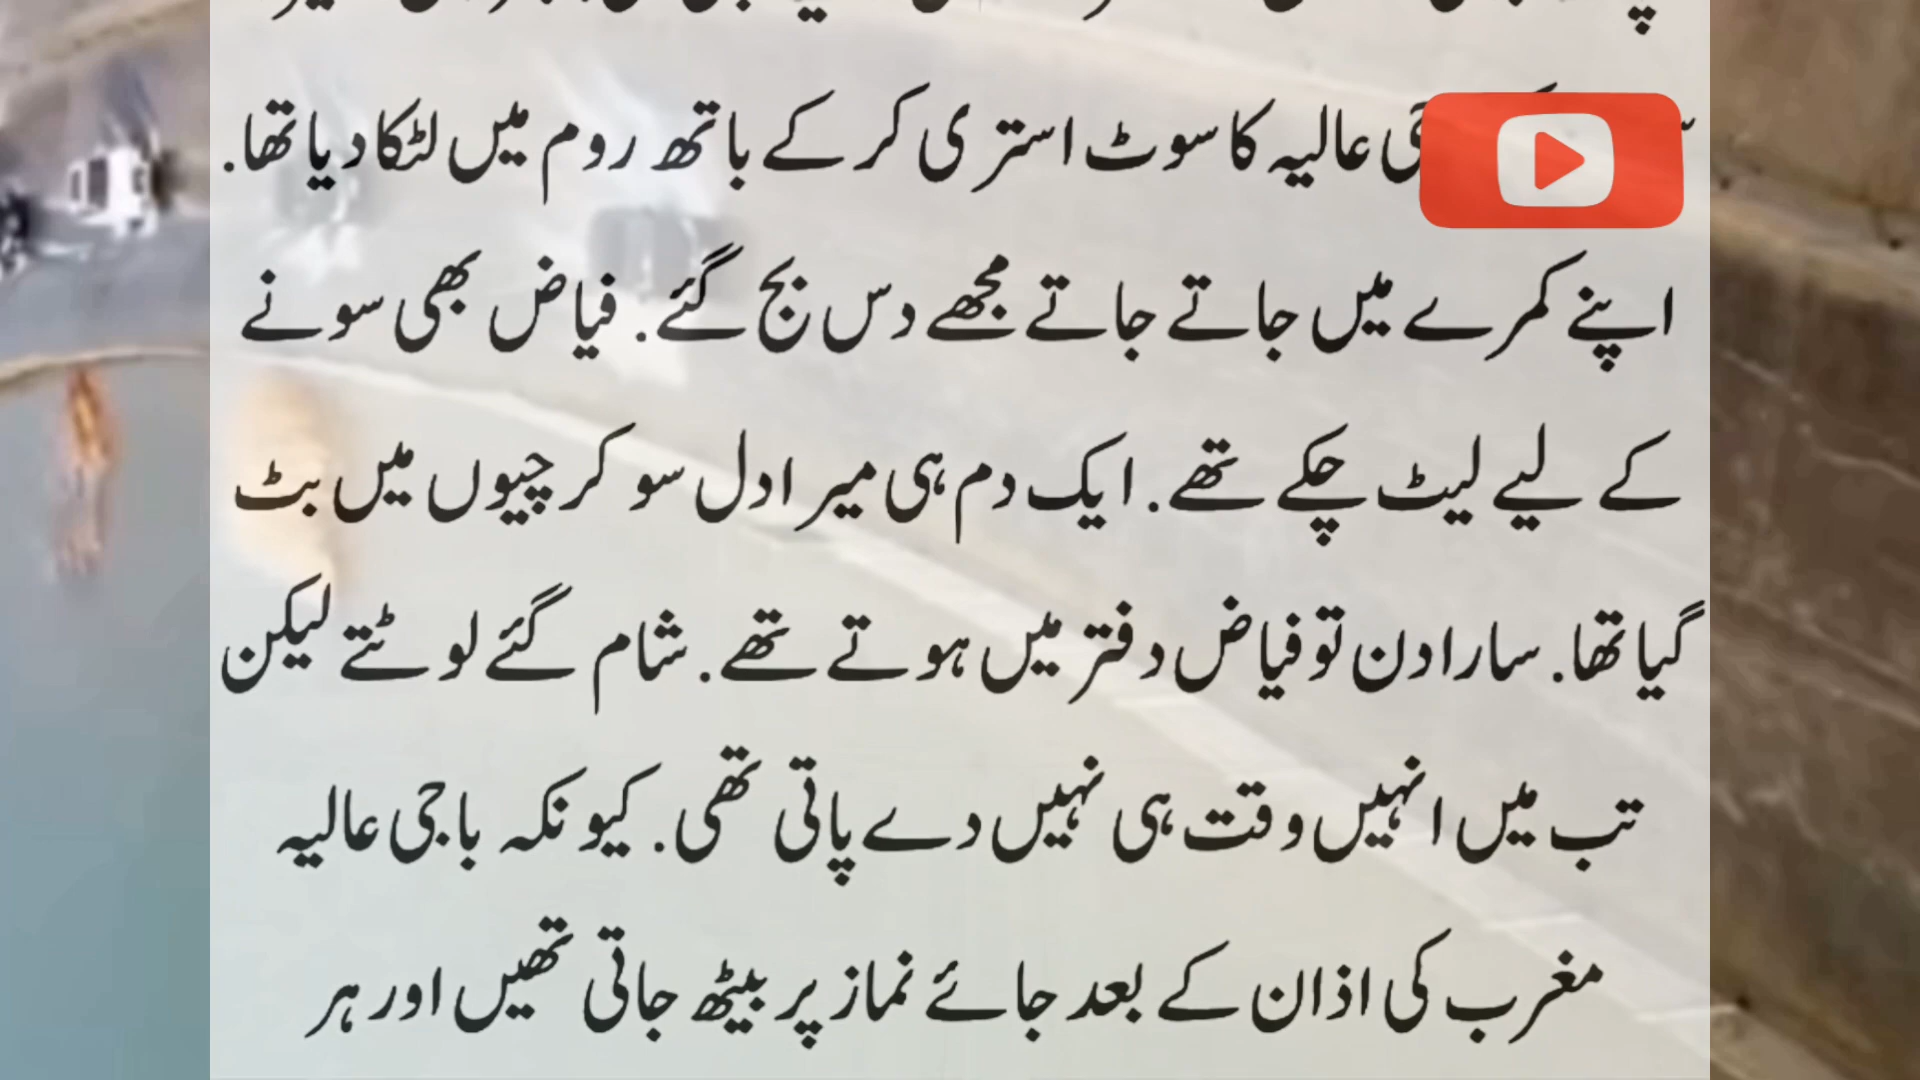 عالیہ کا سوٹ استری کر کے باتھ روم میں لٹکا دیا تھا.
اپنے کمرے میں جاتے جاتے مجھے دس بج گئے. فیاض بھی سونے
کے لیے لیٹ چکے تھے. ایک دم ہی میرا دل سو کرچیوں میں بٹ
گیا تھا. سارا دن تو فیاض دفتر میں ہوتے تھے. شام گئے لوٹتے لیکن
تب میں انہیں وقت ہی نہیں دے پاتی تھی. کیونکہ باجی عالیہ
مغرب کی اذان کے بعد جائے نماز پر بیٹھ جاتی تھیں اور ہر